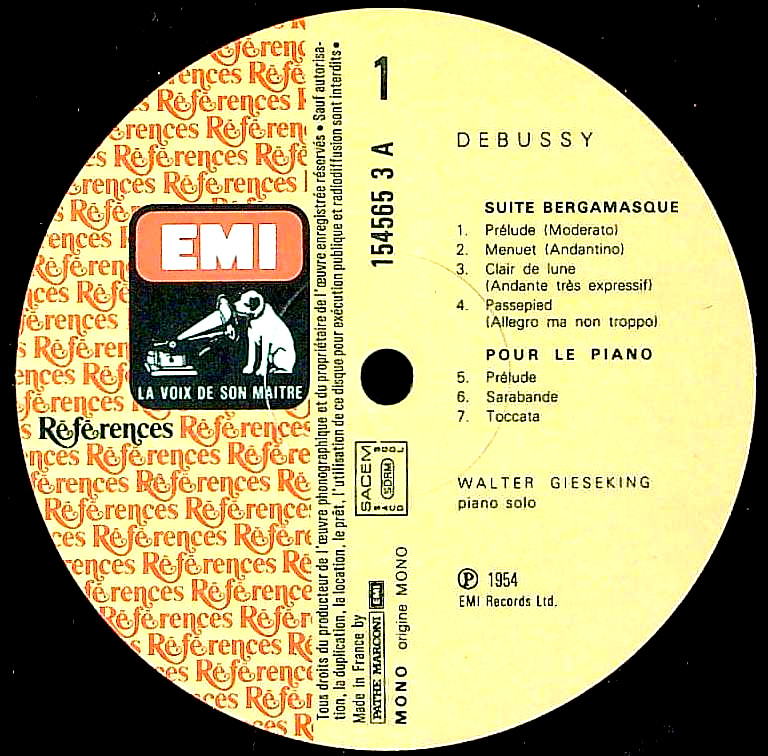 Références
EMI
LA VOIX DE SON MAITRE
Références
Tous droits du producteur de l'œuvre phonographique et du propriétaire de l'œuvre enregistrée réservés • Sauf autorisa-
tion, la duplication, la location, le prêt, l'utilisation de ce disque pour exécution publique et radiodiffusion sont interdits •
Made in France by
PATHE MARCONI EMI
MONO origine MONO
SACEM
SDRM
SACD
154565 3 A
1
DEBUSSY
SUITE BERGAMASQUE
1. Prélude (Moderato)
2. Menuet (Andantino)
3. Clair de lune
(Andante très expressif)
4. Passepied
(Allegro ma non troppo)
POUR LE PIANO
5. Prélude
6. Sarabande
7. Toccata
WALTER GIESEKING
piano solo
Ⓟ 1954
EMI Records Ltd.